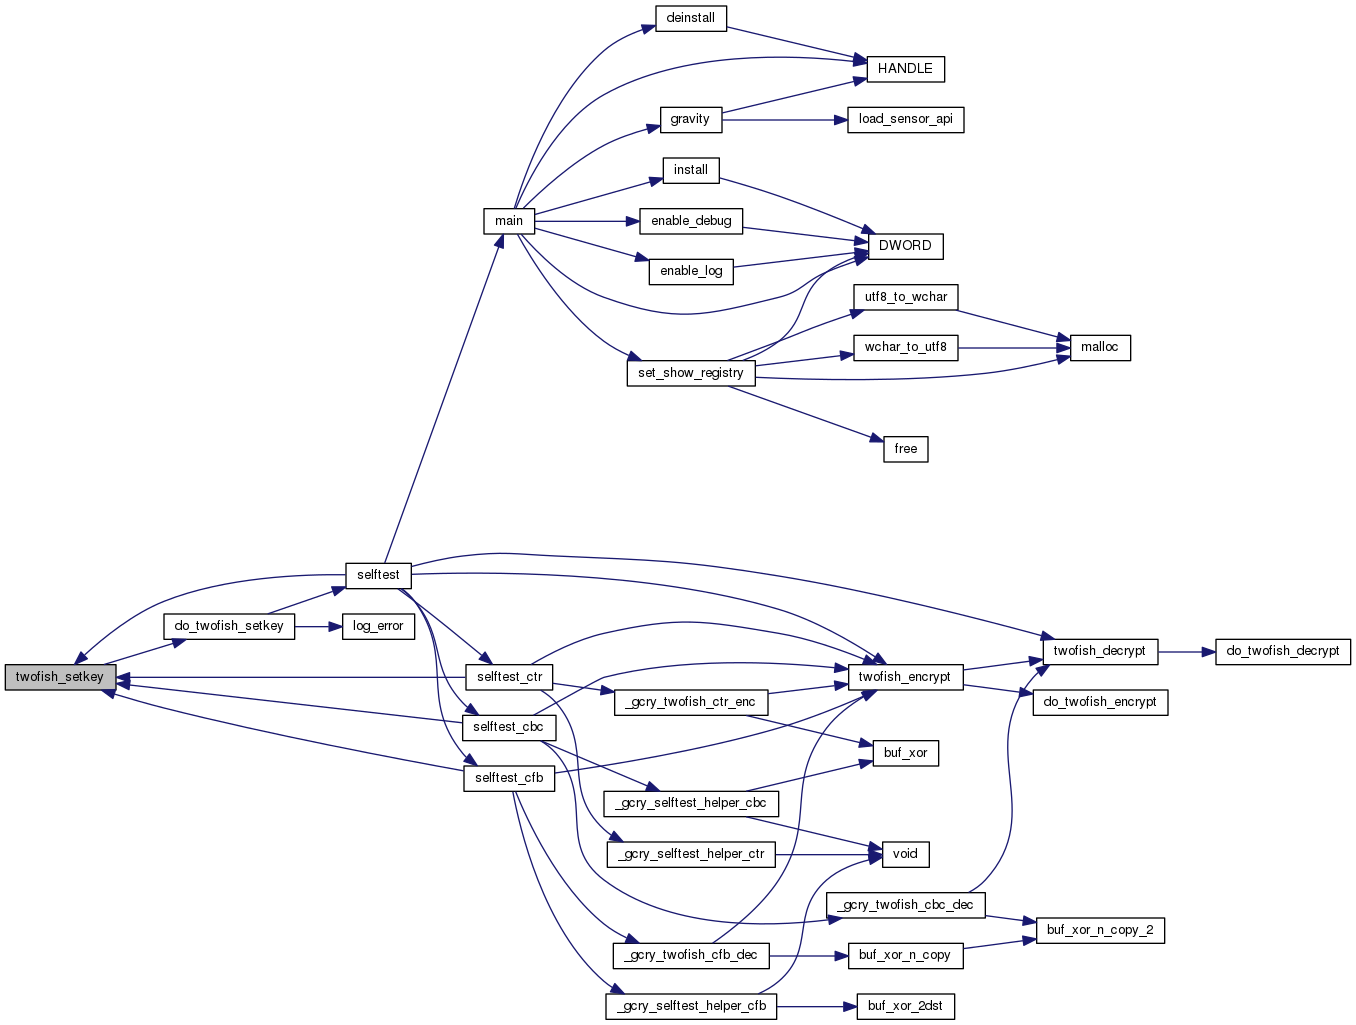 deinstall
HANDLE
gravity
load_sensor_api
install
main
enable_debug
DWORD
enable_log
utf8_to_wchar
wchar_to_utf8
malloc
set_show_registry
free
selftest
do_twofish_setkey
log_error
twofish_setkey
twofish_decrypt
do_twofish_decrypt
selftest_ctr
twofish_encrypt
_gcry_twofish_ctr_enc
do_twofish_encrypt
selftest_cbc
buf_xor
selftest_cfb
_gcry_selftest_helper_cbc
_gcry_selftest_helper_ctr
void
_gcry_twofish_cbc_dec
buf_xor_n_copy_2
_gcry_twofish_cfb_dec
buf_xor_n_copy
_gcry_selftest_helper_cfb
buf_xor_2dst